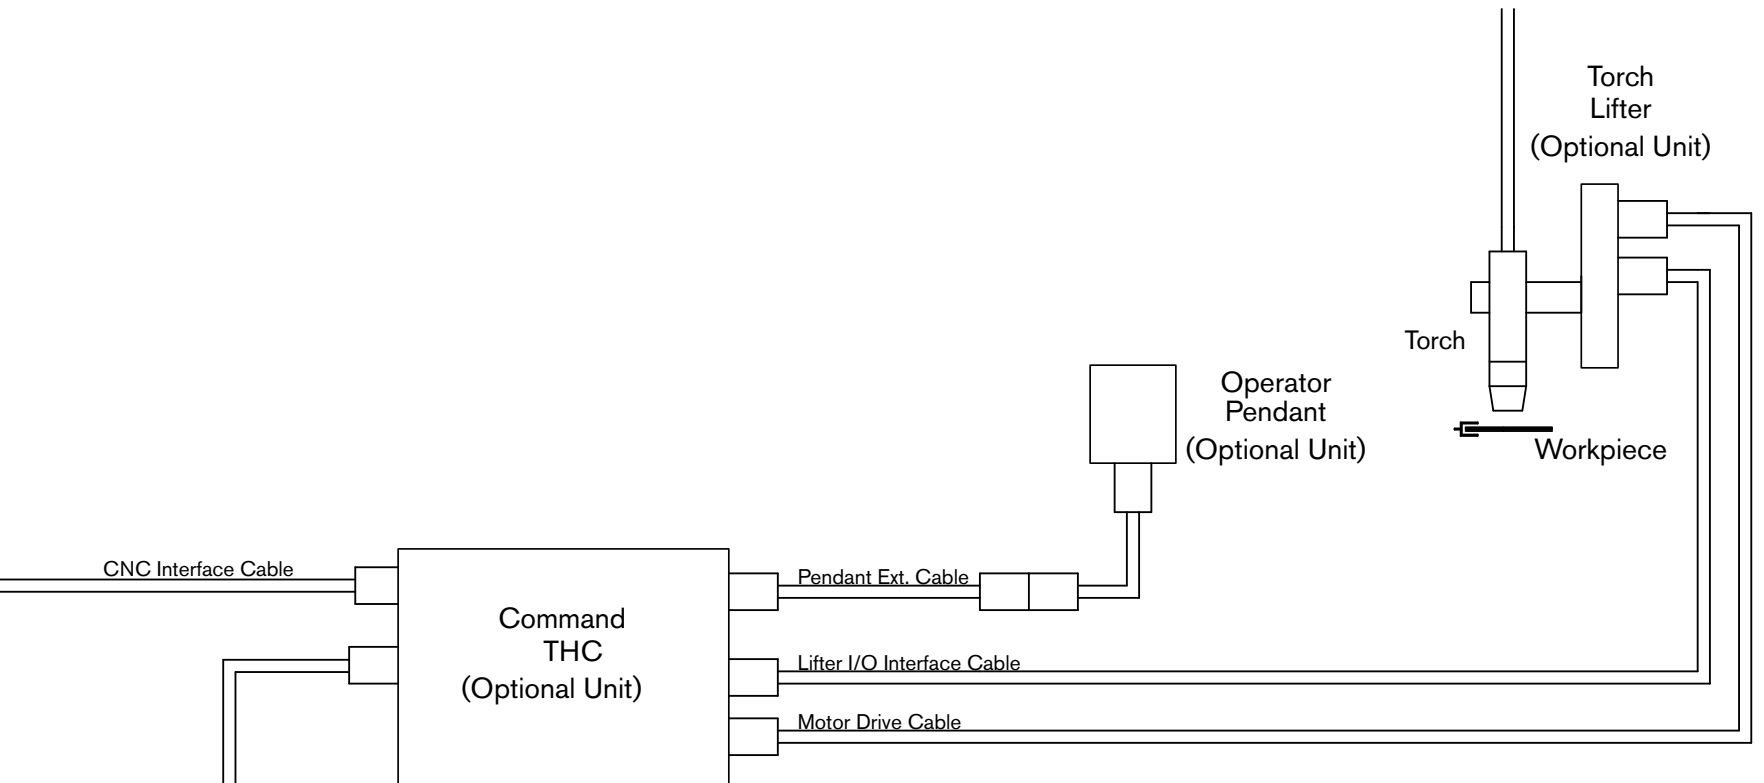 Torch
Lifter
(Optional Unit)
Torch
Operator
Pendant
(Optional Unit)
Workpiece
CNC Interface Cable
Pendant Ext. Cable
Command
THC
(Optional Unit)
Lifter I/O Interface Cable
Motor Drive Cable